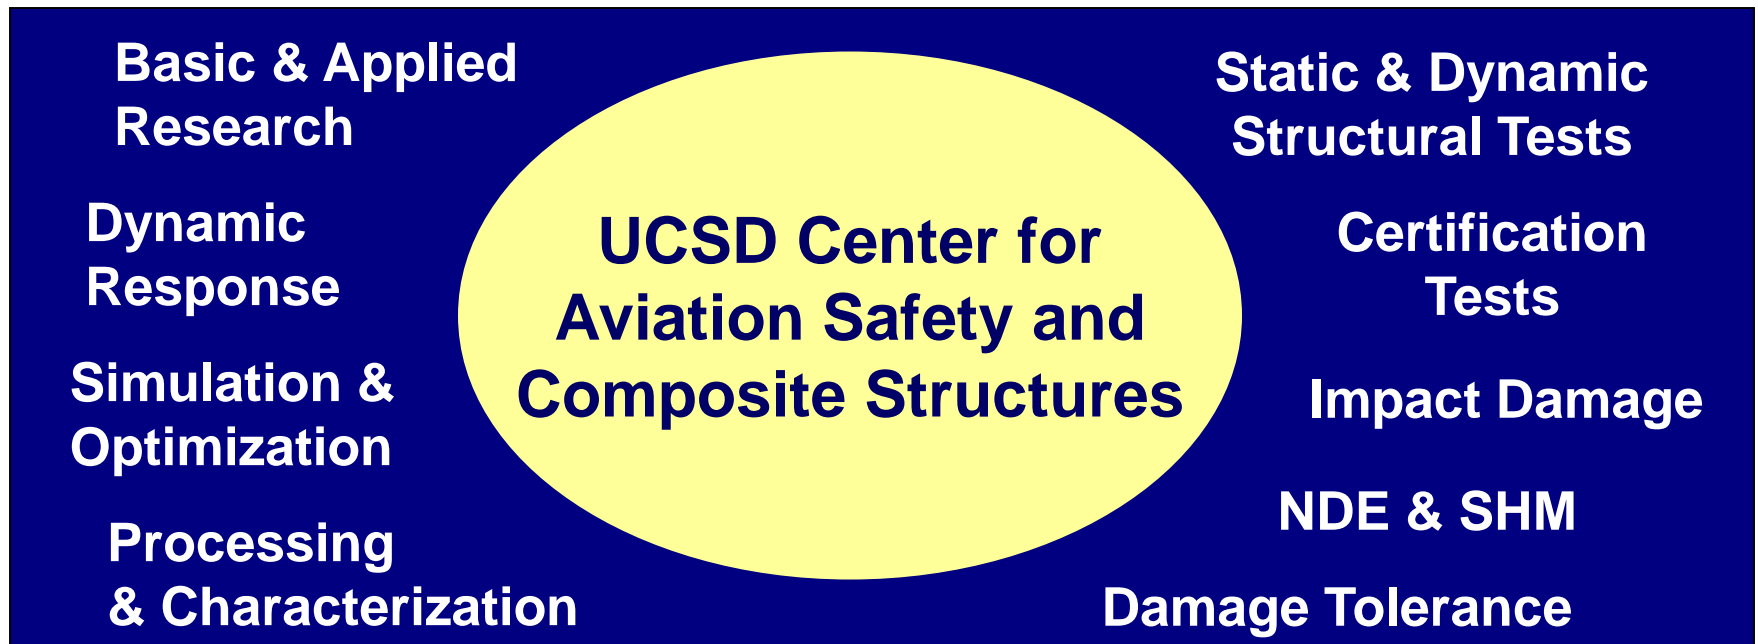 Basic & Applied
Research
Dynamic
Response
Simulation &
Optimization
Processing
& Characterization
UCSD Center for
Aviation Safety and
Composite Structures
Static & Dynamic
Structural Tests
Certification
Tests
Impact Damage
NDE & SHM
Damage Tolerance